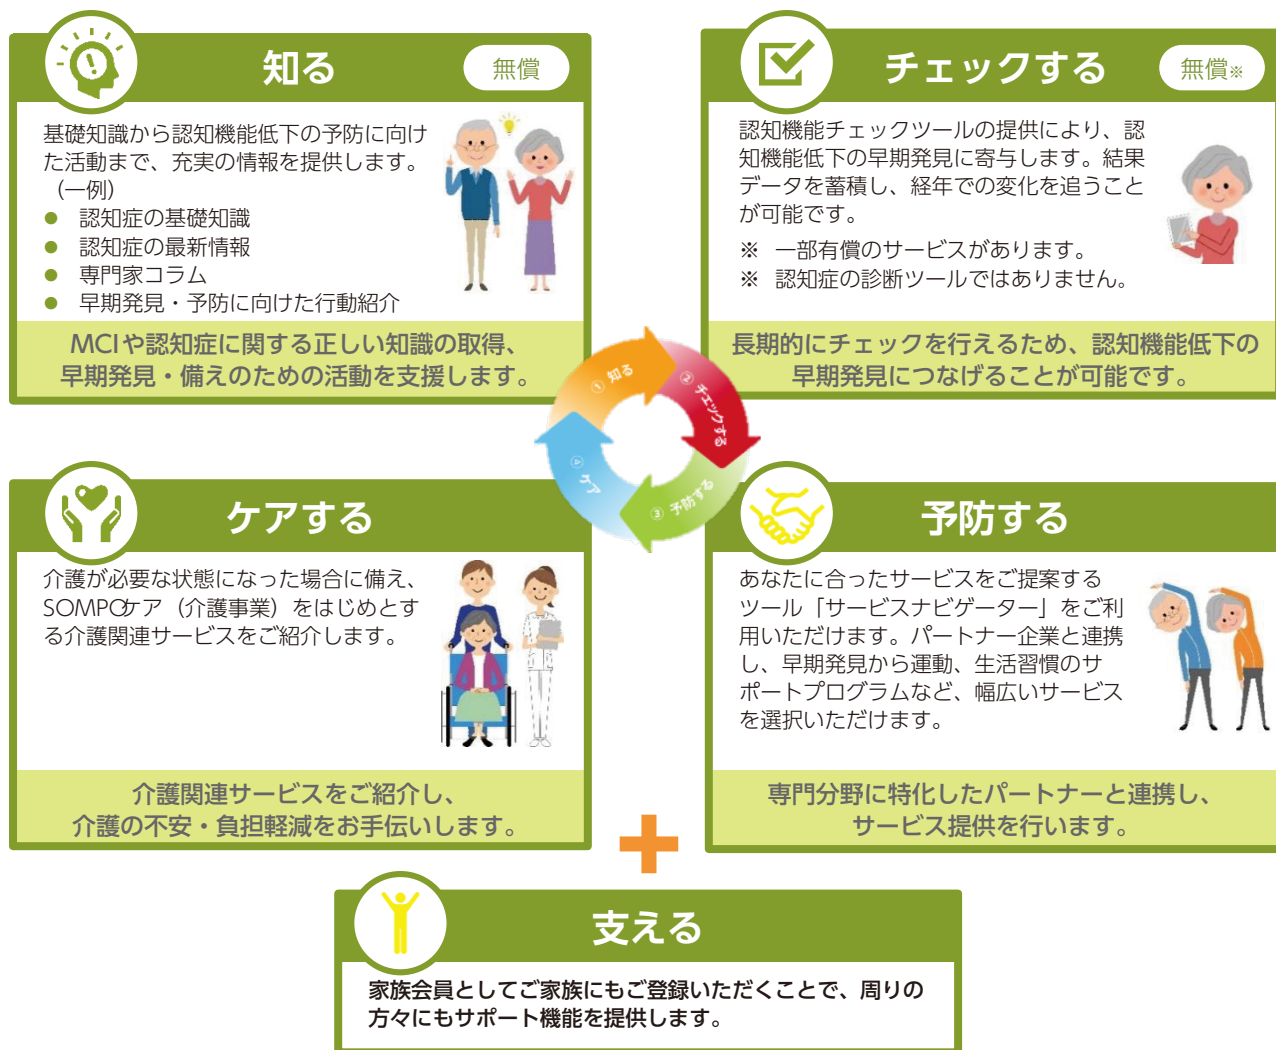 知る
無償
基礎知識から認知機能低下の予防に向け
た活動まで、充実の情報を提供します。
（一例）
● 認知症の基礎知識
● 認知症の最新情報
● 専門家コラム
● 早期発見・予防に向けた行動紹介
MCIや認知症に関する正しい知識の取得、
早期発見・備えのための活動を支援します。
チェックする
無償※
認知機能チェックツールの提供により、認
知機能低下の早期発見に寄与します。結果
データを蓄積し、経年での変化を追うこと
が可能です。
※ 一部有償のサービスがあります。
※ 認知症の診断ツールではありません。
長期的にチェックを行えるため、認知機能低下の
早期発見につなげることが可能です。
① 知る
② チェックする
③ 予防する
④ ケア
ケアする
介護が必要な状態になった場合に備え、
SOMPOケア（介護事業）をはじめとす
る介護関連サービスをご紹介します。
介護関連サービスをご紹介し、
介護の不安・負担軽減をお手伝いします。
予防する
あなたに合ったサービスをご提案する
ツール「サービスナビゲーター」をご利
用いただけます。パートナー企業と連携
し、早期発見から運動、生活習慣のサ
ポートプログラムなど、幅広いサービス
を選択いただけます。
専門分野に特化したパートナーと連携し、
サービス提供を行います。
支える
家族会員としてご家族にもご登録いただくことで、周りの
方々にもサポート機能を提供します。